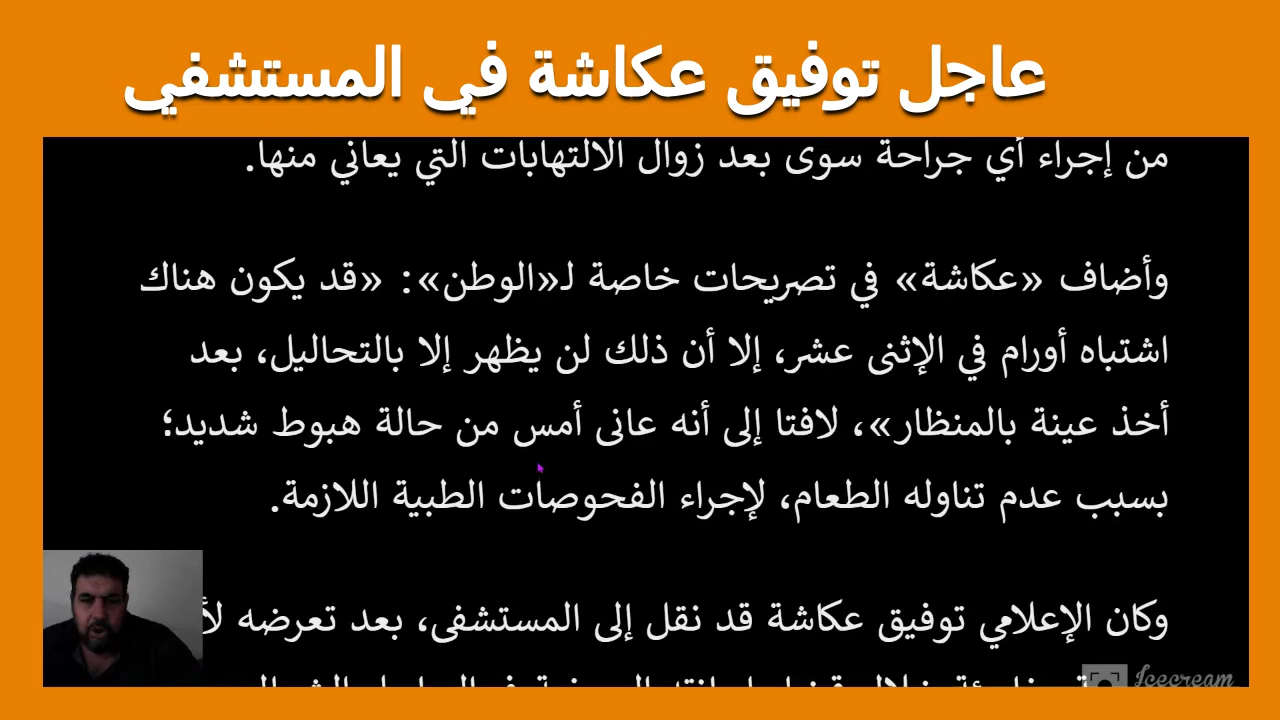 عاجل توفيق عكاشة في المستشفي
من إجراء أي جراحة سوى بعد زوال الالتهابات التي يعاني منها.
وأضاف «عكاشة» في تصريحات خاصة لـ«الوطن»: «قد يكون هناك
اشتباه أورام في الإثنى عشر، إلا أن ذلك لن يظهر إلا بالتحاليل، بعد
أخذ عينة بالمنظار»، لافتا إلى أنه عانى أمس من حالة هبوط شديد؛
بسبب عدم تناوله الطعام، لإجراء الفحوصات الطبية اللازمة.
وكان الإعلامي توفيق عكاشة قد نقل إلى المستشفى، بعد تعرضه
Icecream